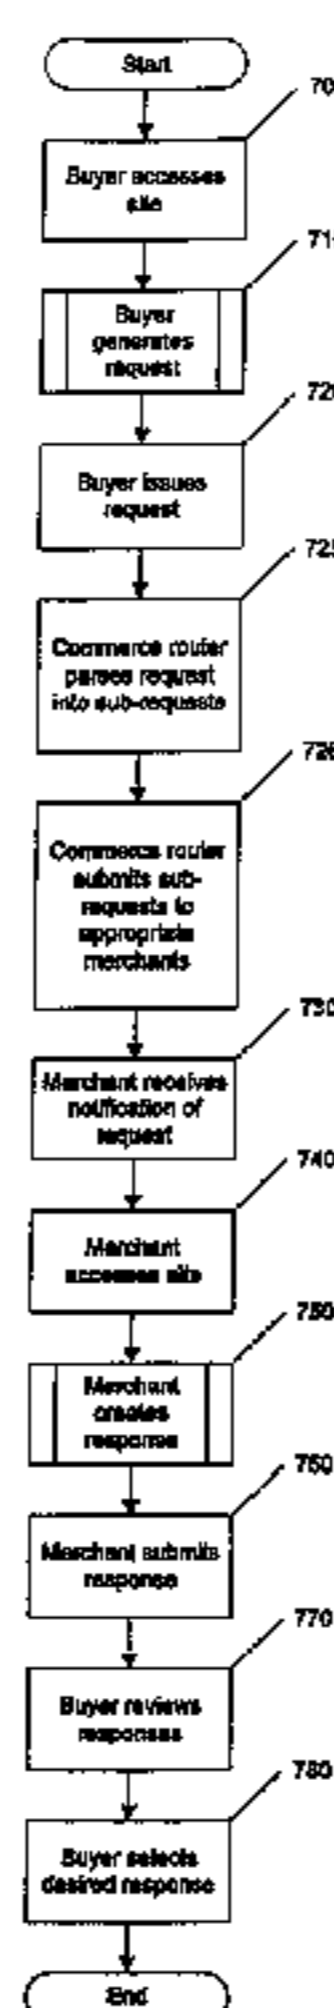 Start
70
Buyer accesses
site
71
Buyer
generates
request
720
Buyer issues
request
725
Commerce router
parses request
into sub-requests
726
Commerce router
submits sub-
requests to
appropriate
merchants
730
Merchant receives
notification of
request
740
Merchant
accesses site
750
Merchant
creates
response
760
Merchant submits
response
770
Buyer reviews
responses
780
Buyer selects
desired response
End